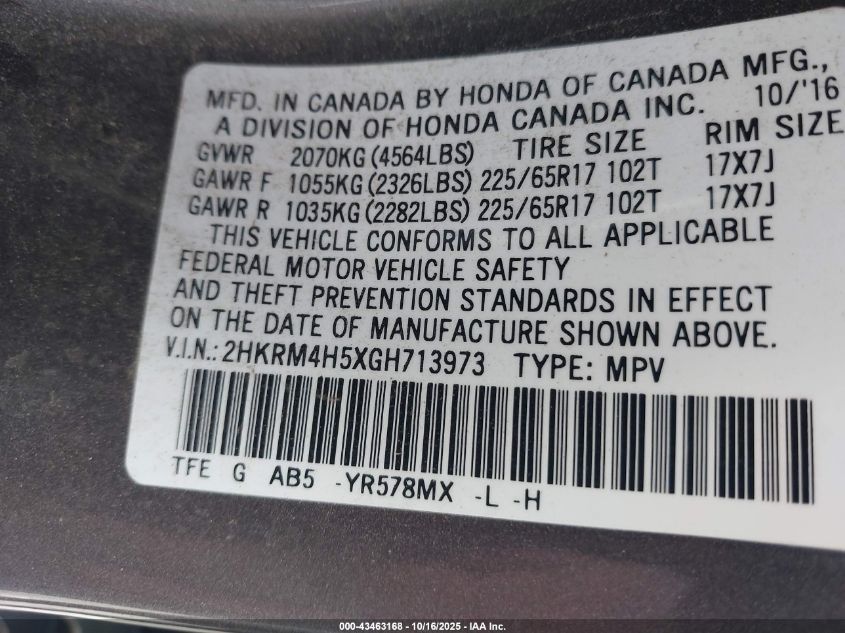 MFD. IN CANADA BY HONDA OF CANADA MFG.,
A DIVISION OF HONDA CANADA INC. 10/'16
GVWR 2070KG (4564LBS) TIRE SIZE RIM SIZE
GAWR F 1055KG (2326LBS) 225/65R17 102T 17X7J
GAWR R 1035KG (2282LBS) 225/65R17 102T 17X7J
THIS VEHICLE CONFORMS TO ALL APPLICABLE
FEDERAL MOTOR VEHICLE SAFETY
AND THEFT PREVENTION STANDARDS IN EFFECT
ON THE DATE OF MANUFACTURE SHOWN ABOVE.
V.I.N.: 2HKRM4H5XGH713973 TYPE: MPV
TFE G AB5 -YR578MX -L -H
000-43463168 - 10/16/2025 - IAA Inc.